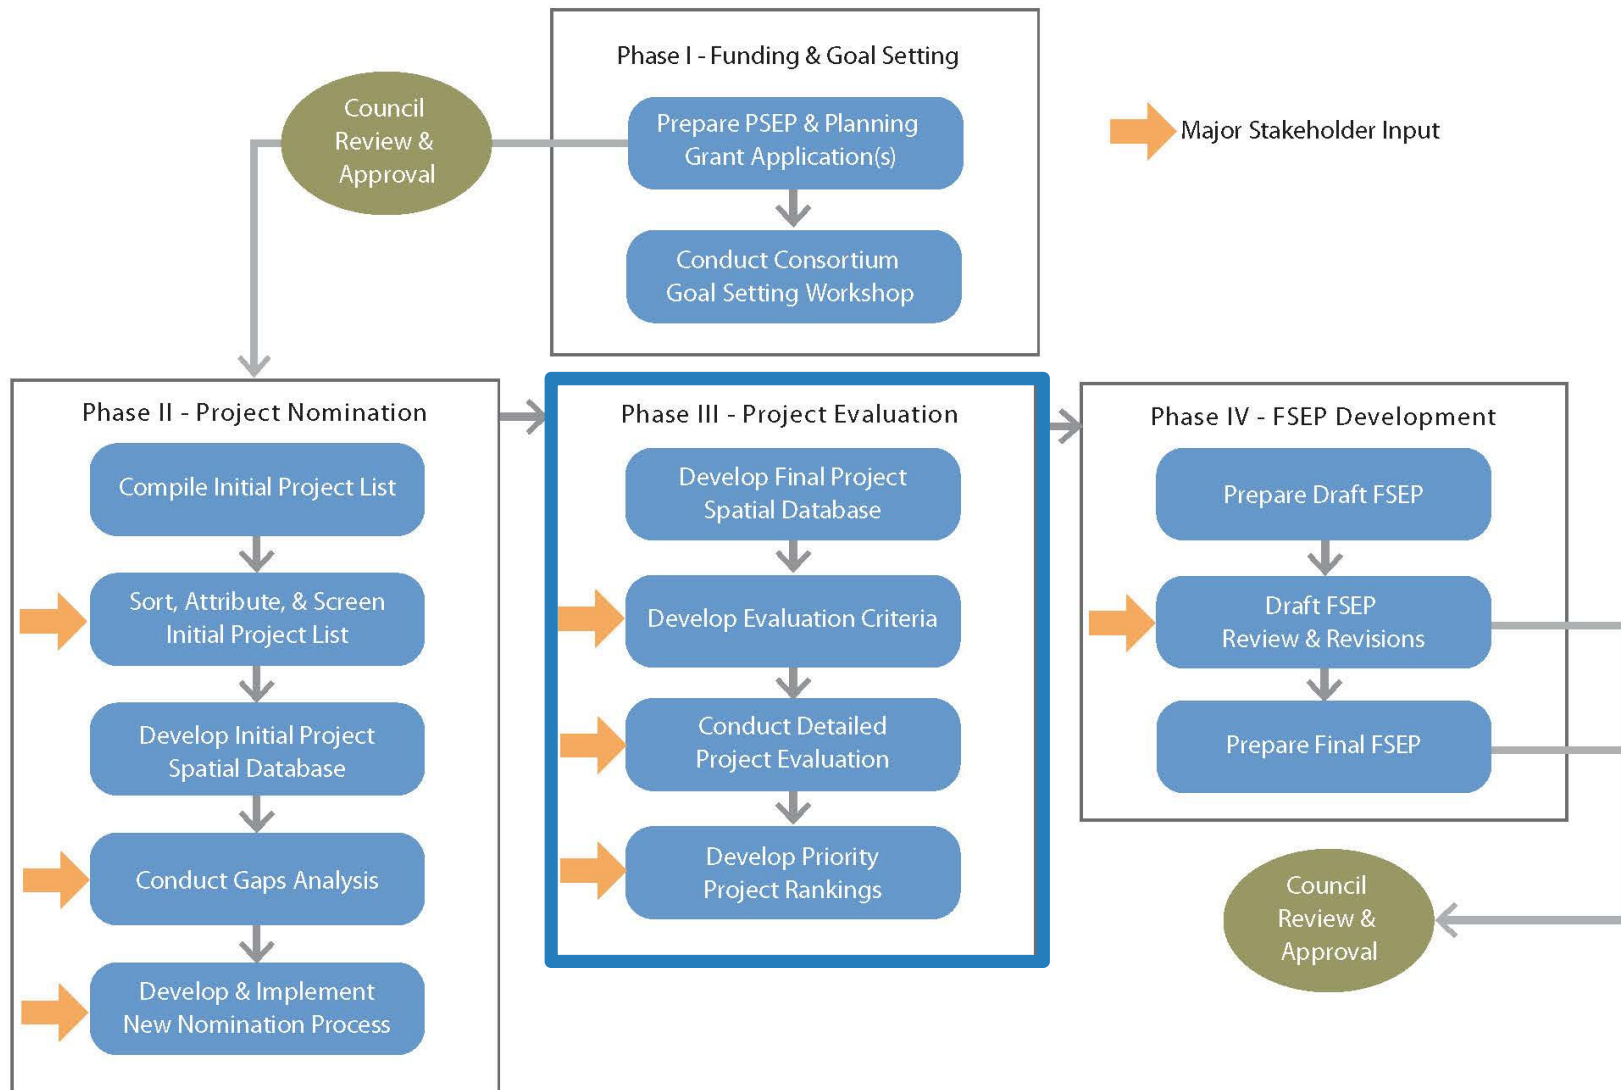 Phase I - Funding & Goal Setting
Prepare PSEP & Planning
Grant Application(s)
Conduct Consortium
Goal Setting Workshop
Council
Review &
Approval
Major Stakeholder Input
Phase II - Project Nomination
Compile Initial Project List
Sort, Attribute, & Screen
Initial Project List
Develop Initial Project
Spatial Database
Conduct Gaps Analysis
Develop & Implement
New Nomination Process
Phase III - Project Evaluation
Develop Final Project
Spatial Database
Develop Evaluation Criteria
Conduct Detailed
Project Evaluation
Develop Priority
Project Rankings
Phase IV - FSEP Development
Prepare Draft FSEP
Draft FSEP
Review & Revisions
Prepare Final FSEP
Council
Review &
Approval